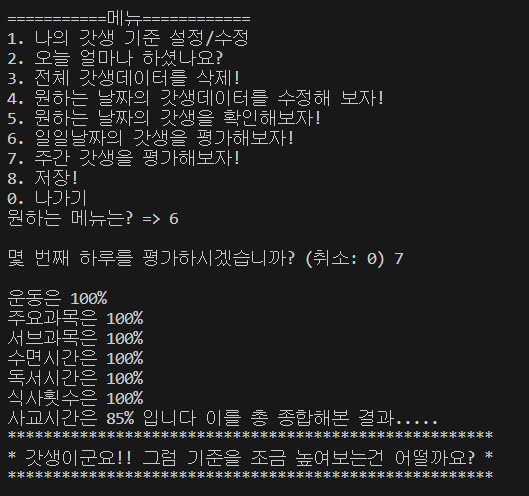 ===========메뉴============
1. 나의 갓생 기준 설정/수정
2. 오늘 얼마나 하셨나요?
3. 전체 갓생데이터를 삭제!
4. 원하는 날짜의 갓생데이터를 수정해 보자!
5. 원하는 날짜의 갓생을 확인해보자!
6. 일일날짜의 갓생을 평가해보자!
7. 주간 갓생을 평가해보자!
8. 저장!
0. 나가기
원하는 메뉴는? => 6
몇 번째 하루를 평가하시겠습니까? (취소: 0) 7
운동은 100%
주요과목은 100%
서브과목은 100%
수면시간은 100%
독서시간은 100%
식사횟수은 100%
사교시간은 85% 입니다 이를 총 종합해본 결과.....
******************************************************
* 갓생이군요!! 그럼 기준을 조금 높여보는건 어떨까요? *
******************************************************